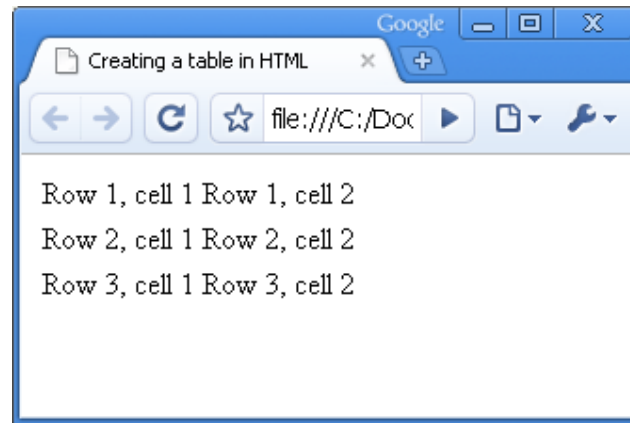 Google
Creating a table in HTML
file:///C:/Doc
Row 1, cell 1 Row 1, cell 2
Row 2, cell 1 Row 2, cell 2
Row 3, cell 1 Row 3, cell 2